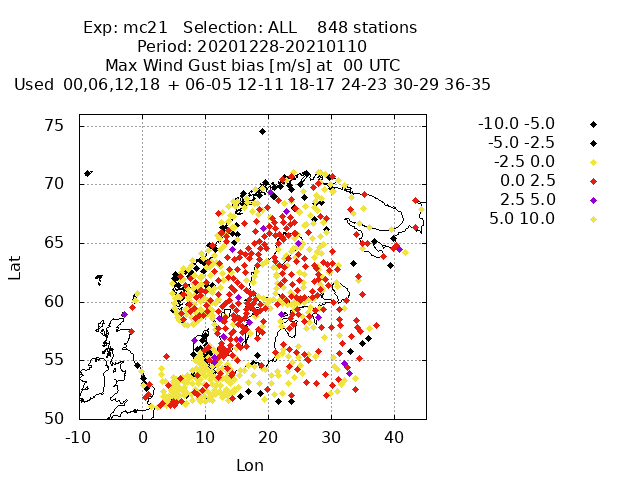 Exp: mc21 Selection: ALL 848 stations
Period: 20201228-20210110
Max Wind Gust bias [m/s] at 00 UTC
Used 00,06,12,18 + 06-05 12-11 18-17 24-23 30-29 36-35
-10.0 -5.0
-5.0 -2.5
-2.5 0.0
0.0 2.5
2.5 5.0
5.0 10.0
Lat
75
70
65
60
55
50
-10 0 10 20 30 40
Lon